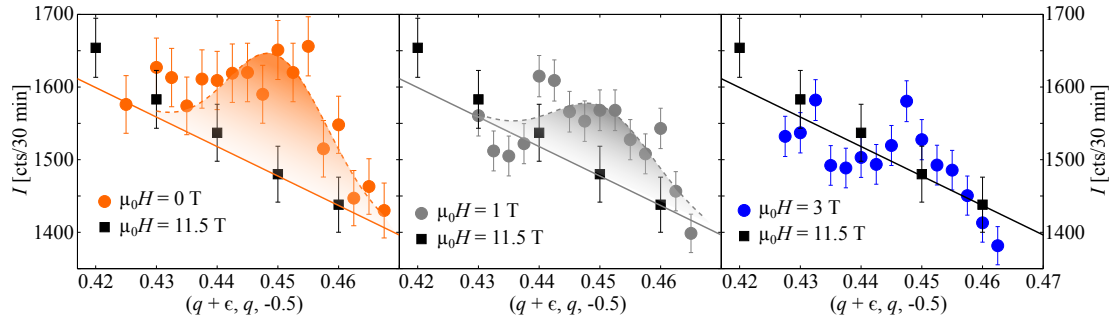 1700
1600
1500
1400
I [cts/30 min]
μ₀H = 0 T
μ₀H = 11.5 T
0.42 0.43 0.44 0.45 0.46
(q + ϵ, q, -0.5)
μ₀H = 1 T
μ₀H = 11.5 T
0.42 0.43 0.44 0.45 0.46
(q + ϵ, q, -0.5)
μ₀H = 3 T
μ₀H = 11.5 T
0.42 0.43 0.44 0.45 0.46 0.47
(q + ϵ, q, -0.5)
1700
1600
1500
1400
1350
I [cts/30 min]